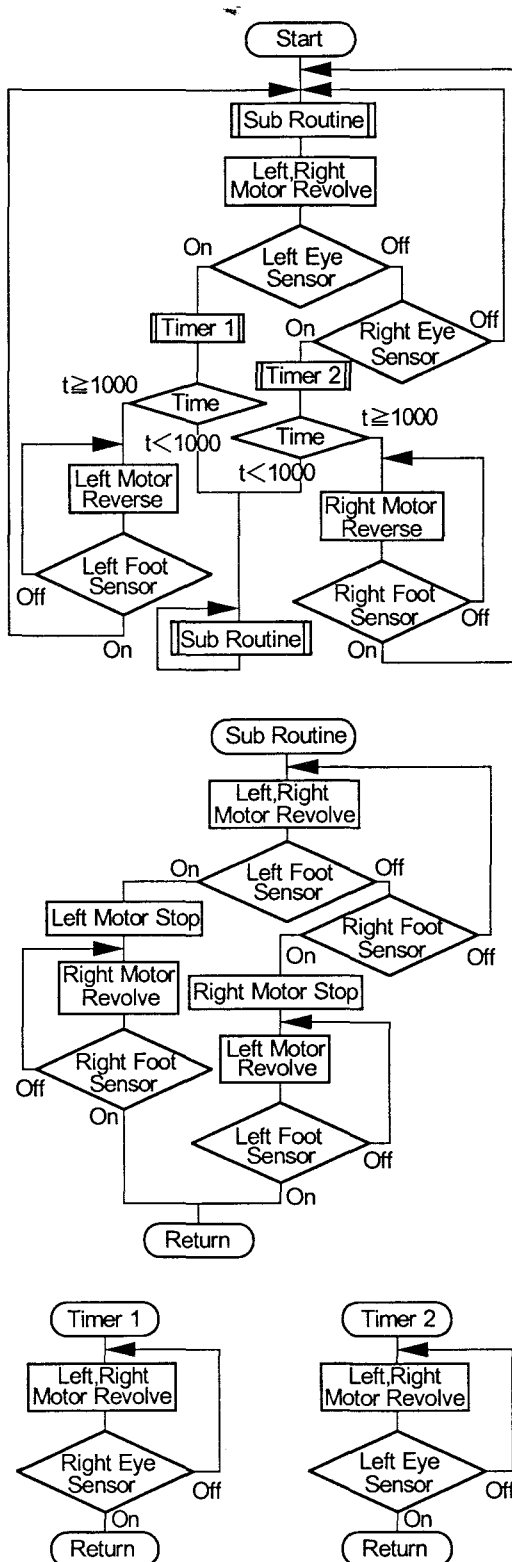 Start
Sub Routine
Left,Right
Motor Revolve
On
Left Eye
Sensor
Off
Timer 1
On
Right Eye
Sensor
Off
Timer 2
t≧1000
Time
t<1000
Time
t≧1000
t<1000
Left Motor
Reverse
Right Motor
Reverse
Left Foot
Sensor
Off
On
Right Foot
Sensor
Off
On
Sub Routine
Sub Routine
Left,Right
Motor Revolve
On
Left Foot
Sensor
Off
Left Motor Stop
On
Right Foot
Sensor
Off
Right Motor
Revolve
Right Motor Stop
Right Foot
Sensor
Off
On
Left Motor
Revolve
Left Foot
Sensor
Off
On
Return
Timer 1
Left,Right
Motor Revolve
Right Eye
Sensor
Off
On
Return
Timer 2
Left,Right
Motor Revolve
Left Eye
Sensor
Off
On
Return